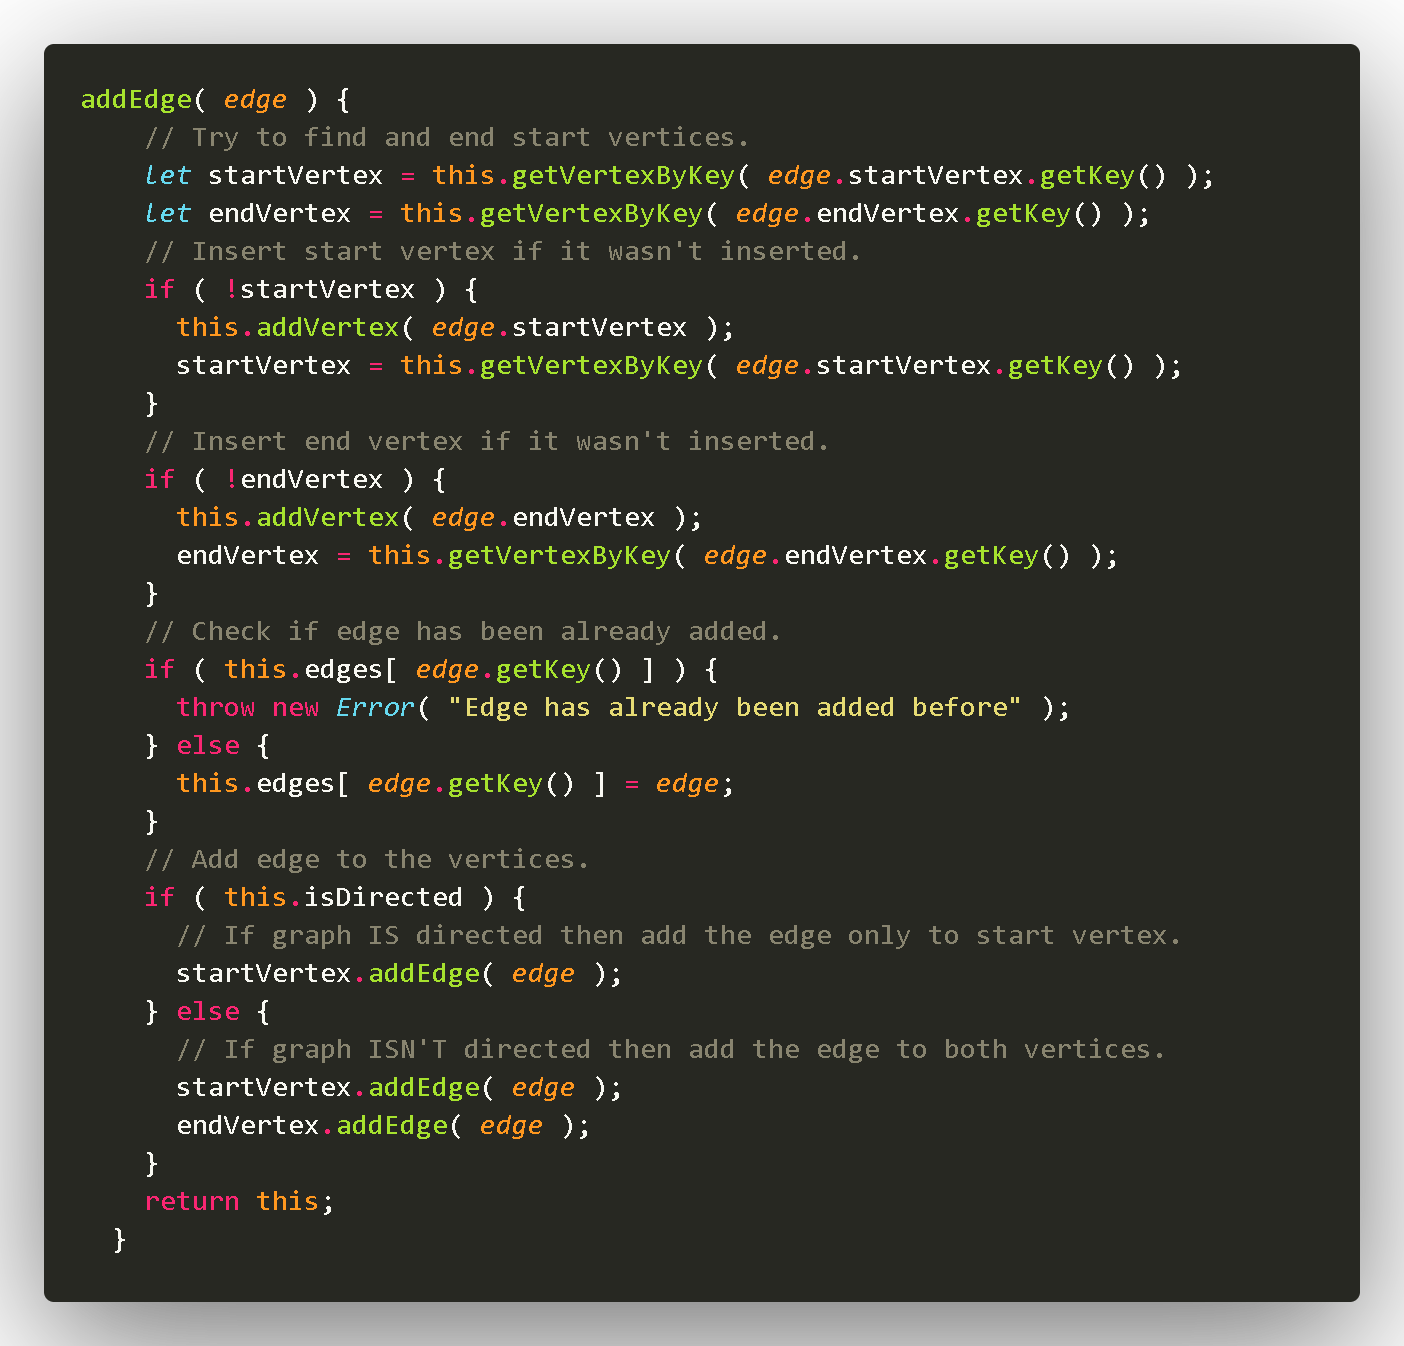 addEdge( edge ) {
    // Try to find and end start vertices.
    let startVertex = this.getVertexByKey( edge.startVertex.getKey() );
    let endVertex = this.getVertexByKey( edge.endVertex.getKey() );
    // Insert start vertex if it wasn't inserted.
    if ( !startVertex ) {
      this.addVertex( edge.startVertex );
      startVertex = this.getVertexByKey( edge.startVertex.getKey() );
    }
    // Insert end vertex if it wasn't inserted.
    if ( !endVertex ) {
      this.addVertex( edge.endVertex );
      endVertex = this.getVertexByKey( edge.endVertex.getKey() );
    }
    // Check if edge has been already added.
    if ( this.edges[ edge.getKey() ] ) {
      throw new Error( "Edge has already been added before" );
    } else {
      this.edges[ edge.getKey() ] = edge;
    }
    // Add edge to the vertices.
    if ( this.isDirected ) {
      // If graph IS directed then add the edge only to start vertex.
      startVertex.addEdge( edge );
    } else {
      // If graph ISN'T directed then add the edge to both vertices.
      startVertex.addEdge( edge );
      endVertex.addEdge( edge );
    }
    return this;
  }